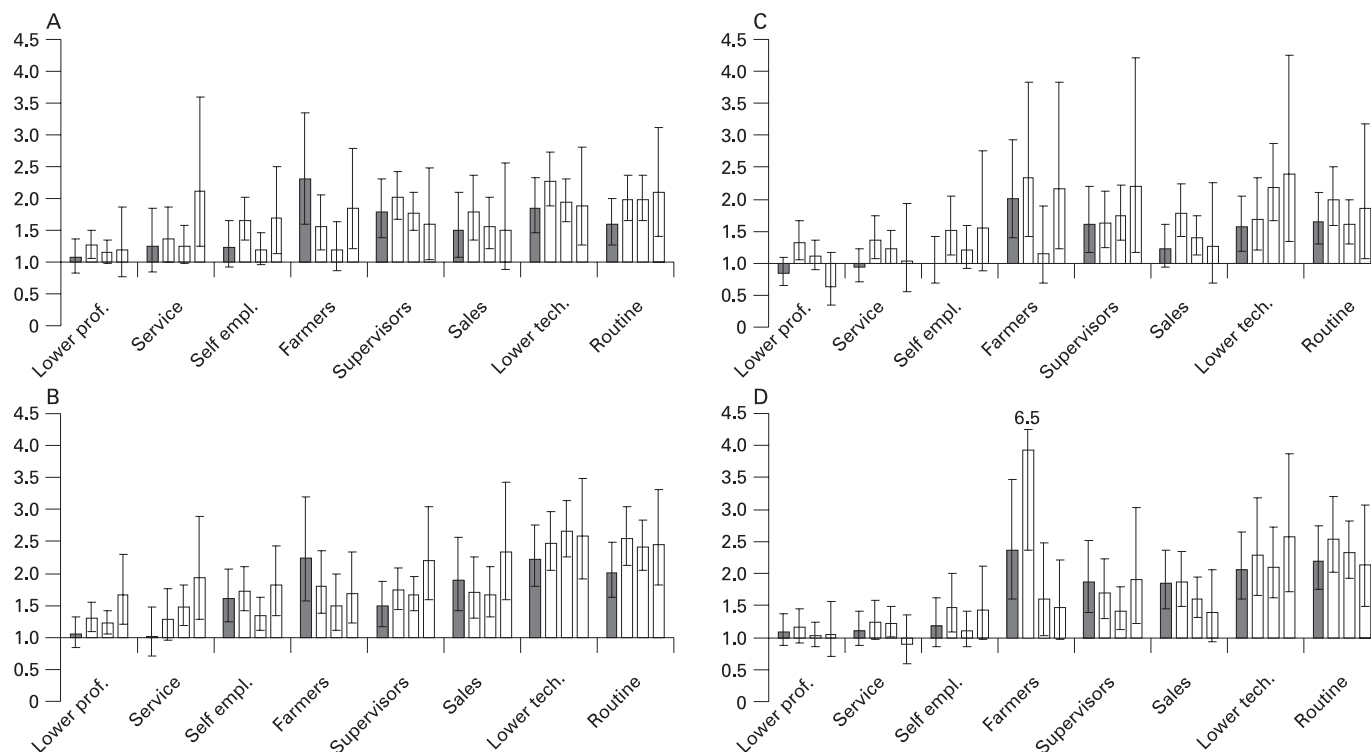 A
4.5
4.0
3.5
3.0
2.5
2.0
1.5
1.0
0.5
0
Lower prof.
Service
Self empl.
Farmers
Supervisors
Sales
Lower tech.
Routine
B
4.5
4.0
3.5
3.0
2.5
2.0
1.5
1.0
0.5
0
Lower prof.
Service
Self empl.
Farmers
Supervisors
Sales
Lower tech.
Routine
C
4.5
4.0
3.5
3.0
2.5
2.0
1.5
1.0
0.5
0
Lower prof.
Service
Self empl.
Farmers
Supervisors
Sales
Lower tech.
Routine
D
6.5
4.5
4.0
3.5
3.0
2.5
2.0
1.5
1.0
0.5
0
Lower prof.
Service
Self empl.
Farmers
Supervisors
Sales
Lower tech.
Routine